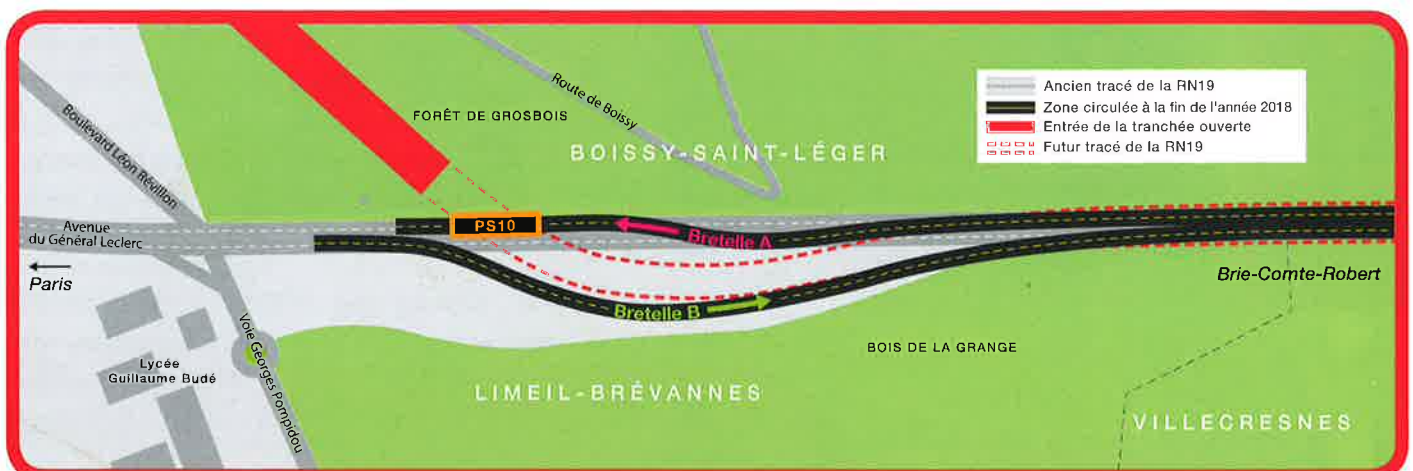 Ancien tracé de la RN19
Zone circulée à la fin de l'année 2018
Entrée de la tranchée ouverte
Futur tracé de la RN19
Route de Boissy
FORÊT DE GROSBOIS
BOISSY-SAINT-LÉGER
Boulevard Léon Révillon
Avenue
du Général Leclerc
PS10
Bretelle A
Paris
Brie-Comte-Robert
Bretelle B
Voie Georges Pompidou
BOIS DE LA GRANGE
Lycée
Guillaume Budé
LIMEIL-BRÉVANNES
VILLECRESNES